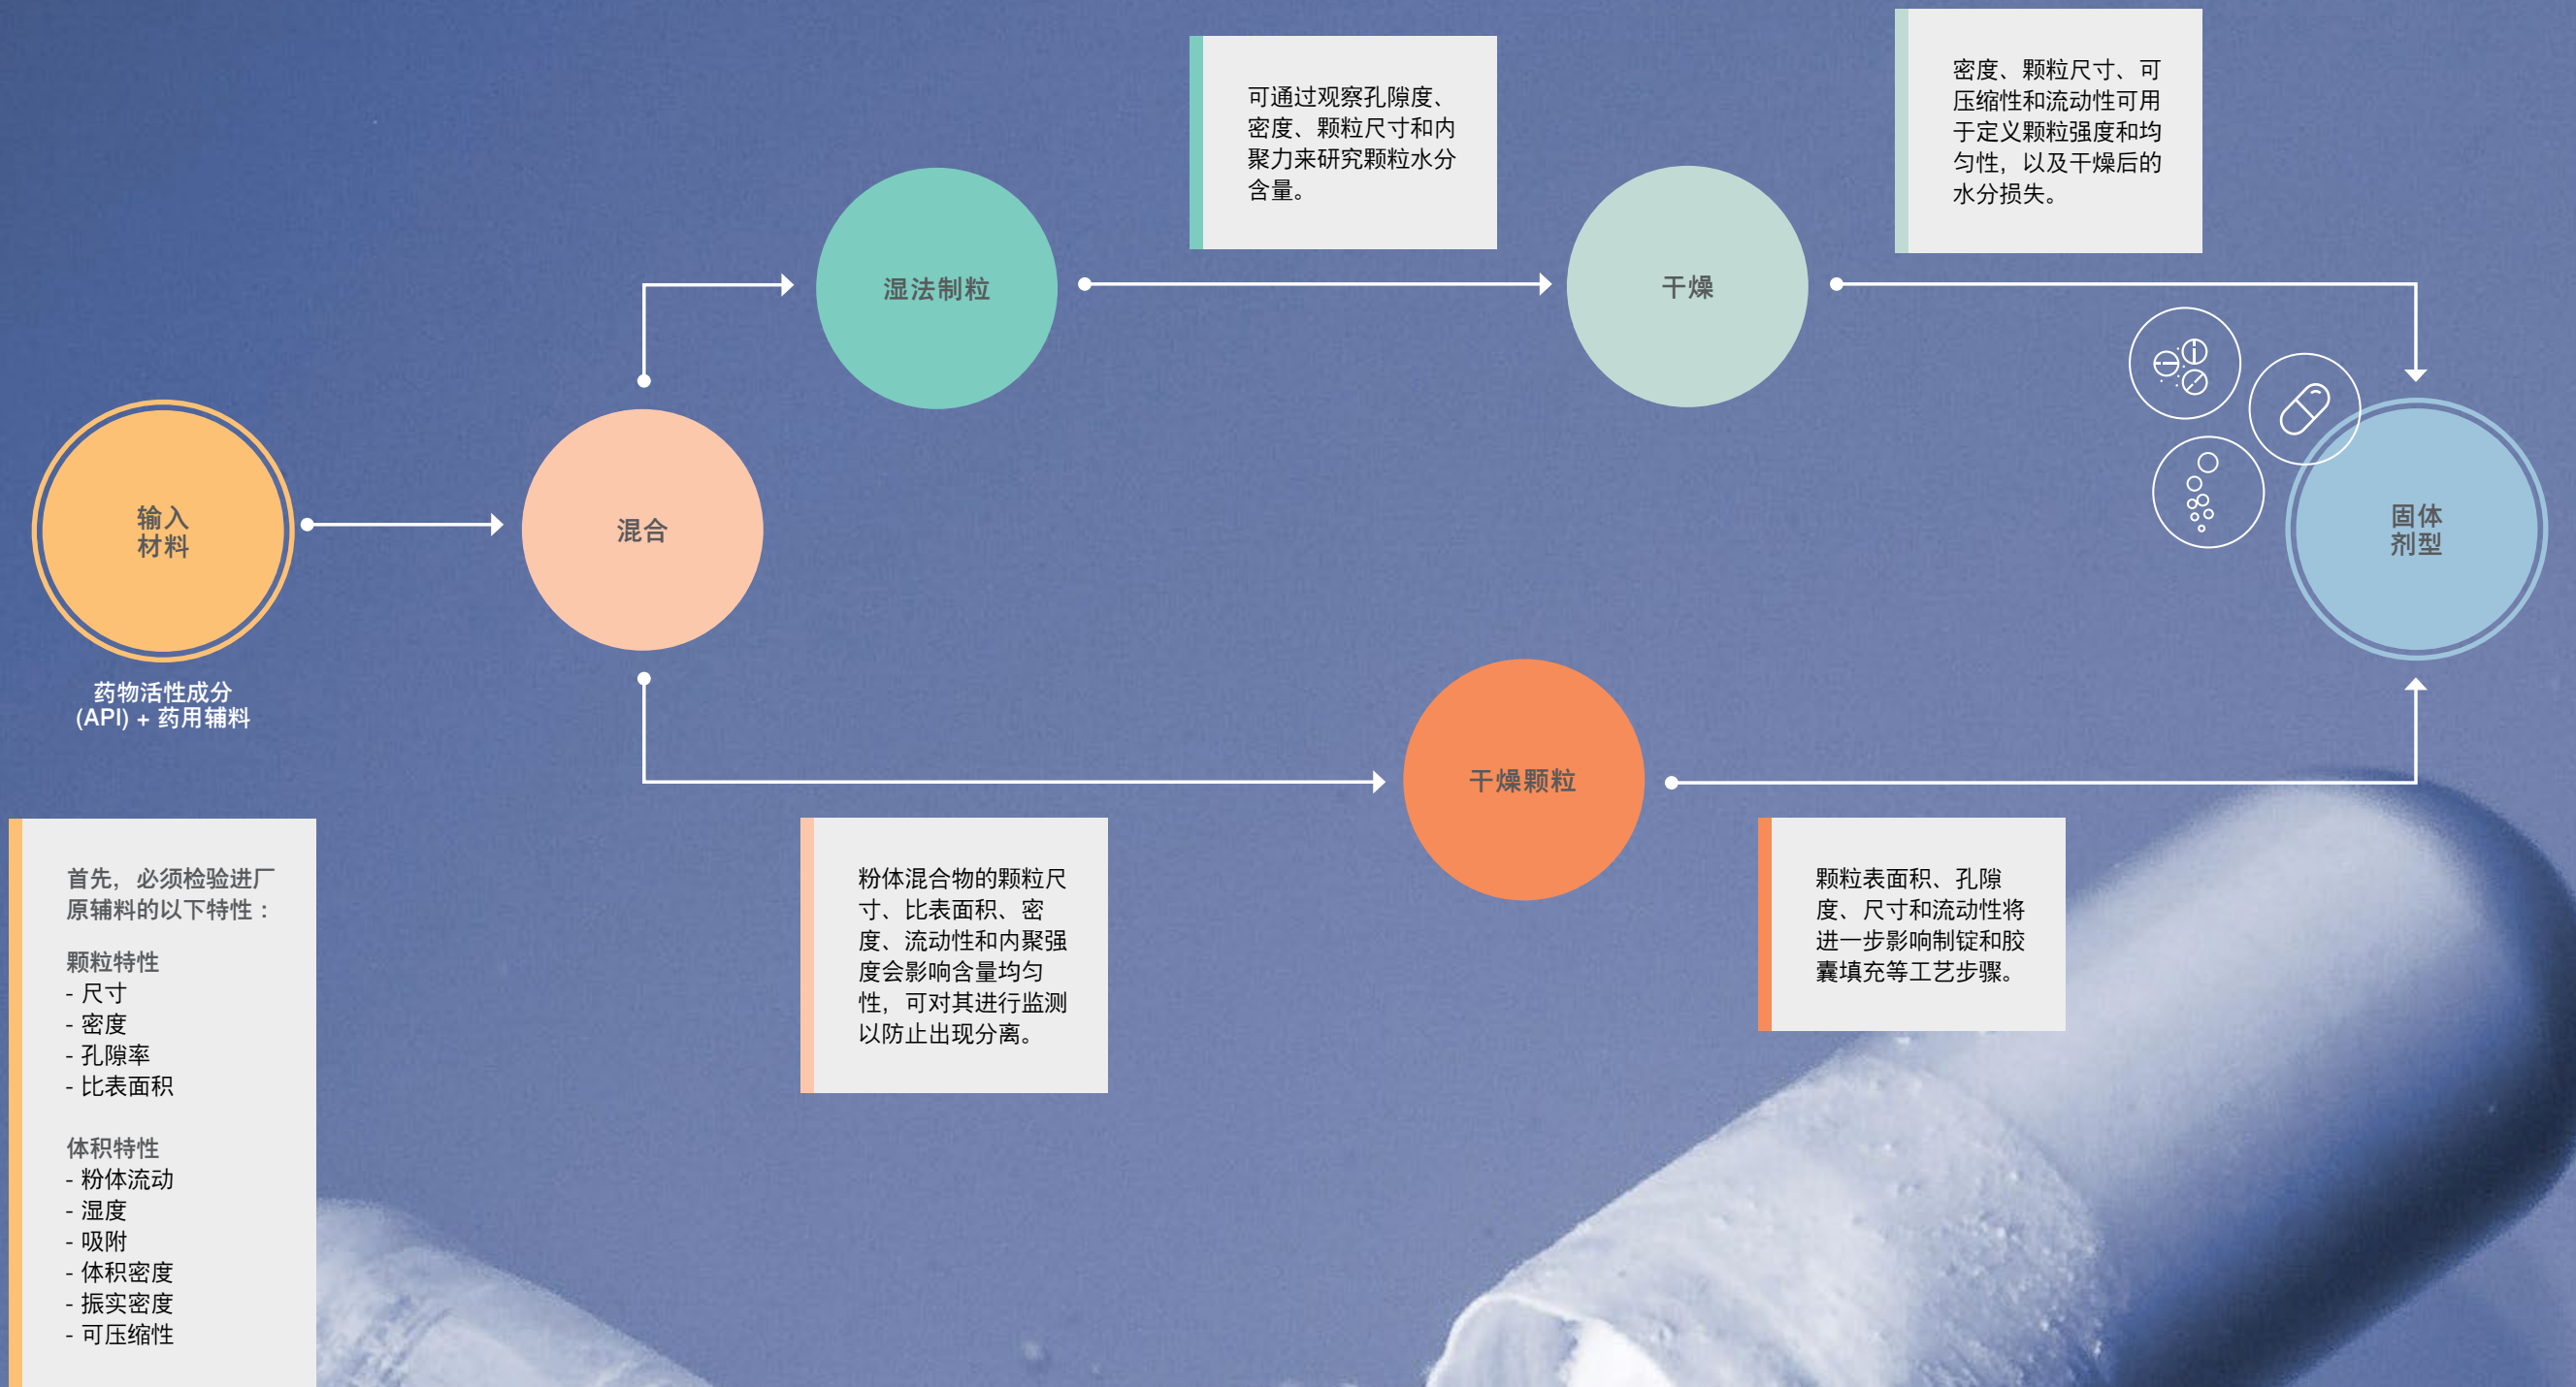 可通过观察孔隙度、
密度、颗粒尺寸和内
聚力来研究颗粒水分
含量。
密度、颗粒尺寸、可
压缩性和流动性可用
于定义颗粒强度和均
匀性，以及干燥后的
水分损失。
湿法制粒
干燥
输入
材料
混合
固体
剂型
药物活性成分
(API) + 药用辅料
干燥颗粒
首先，必须检验进厂
原辅料的以下特性：
颗粒特性
- 尺寸
- 密度
- 孔隙率
- 比表面积
体积特性
- 粉体流动
- 湿度
- 吸附
- 体积密度
- 振实密度
- 可压缩性
粉体混合物的颗粒尺
寸、比表面积、密
度、流动性和内聚强
度会影响含量均匀
性，可对其进行监测
以防止出现分离。
颗粒表面积、孔隙
度、尺寸和流动性将
进一步影响制锭和胶
囊填充等工艺步骤。